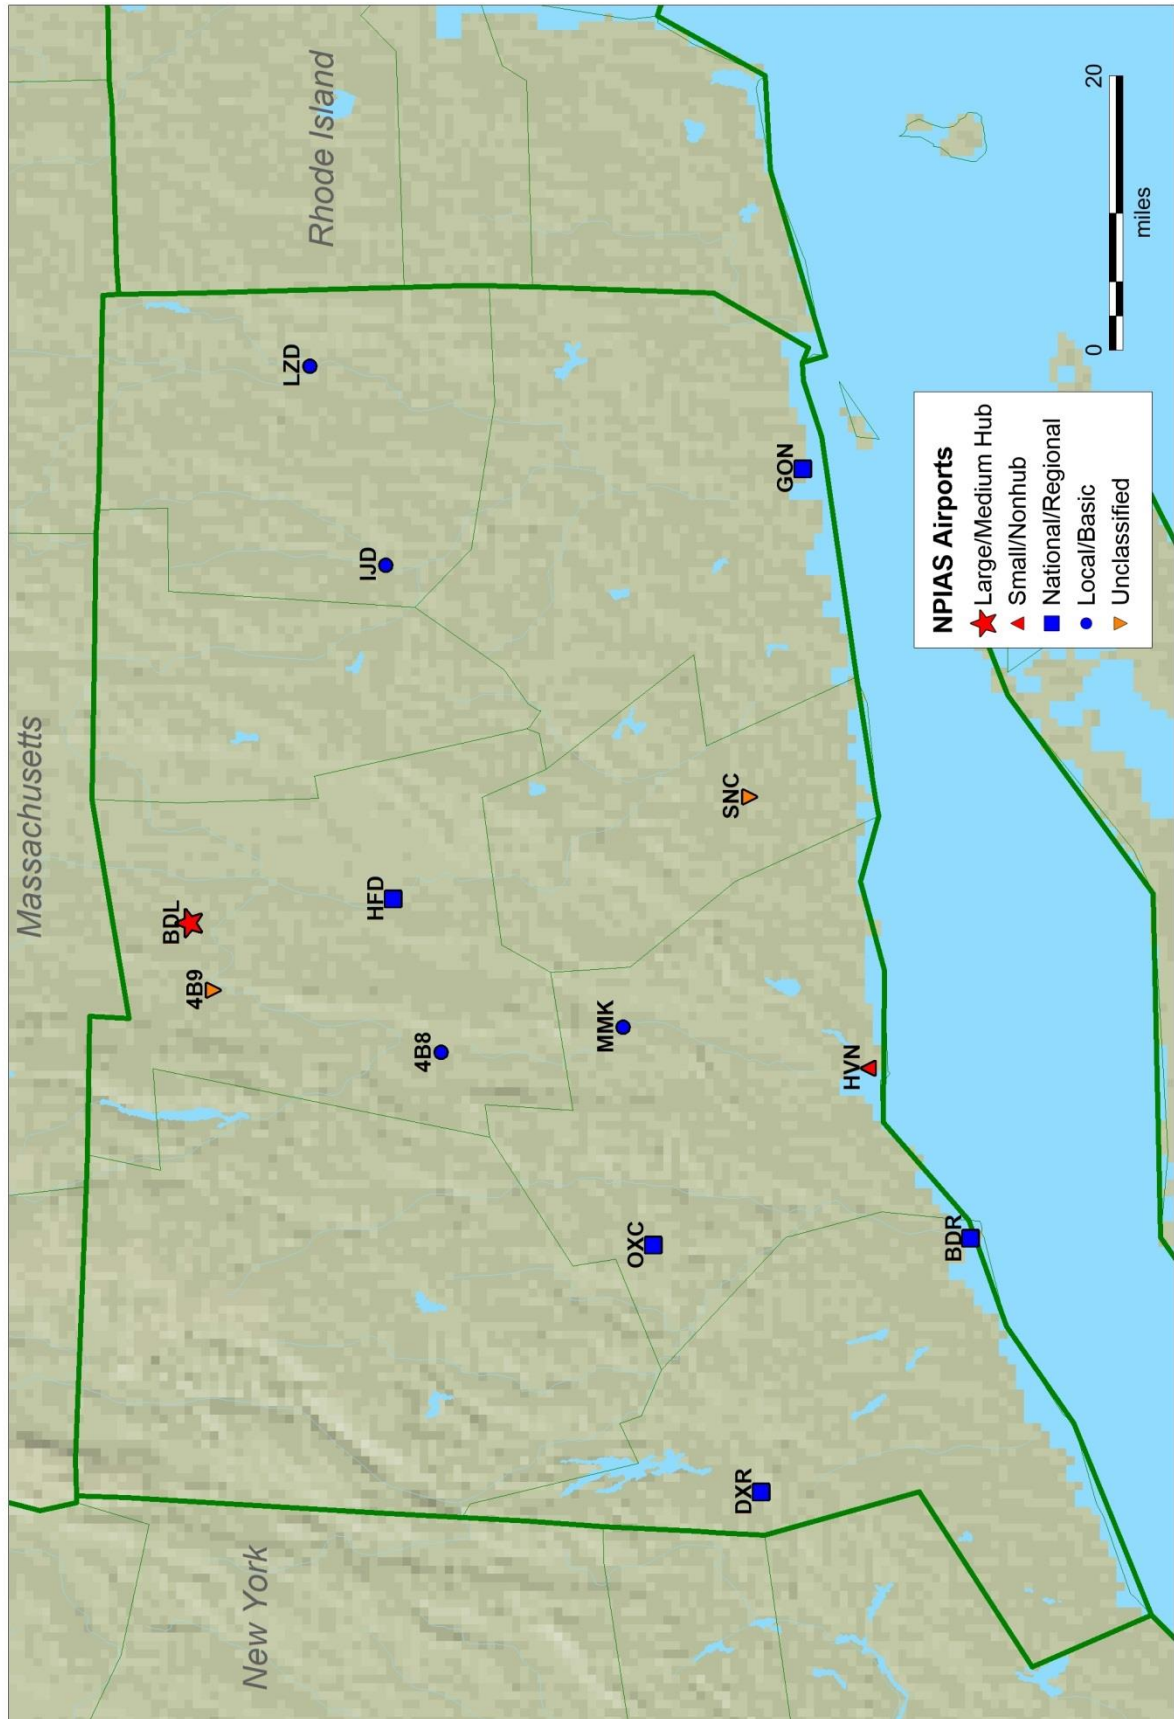 Massachusetts
Rhode Island
New York
BDL
4B9
LZD
IJD
HFD
4B8
MMK
SNC
GON
OXC
HVN
DXR
BDR
NPIAS Airports
Large/Medium Hub
Small/Nonhub
National/Regional
Local/Basic
Unclassified
0 20
miles